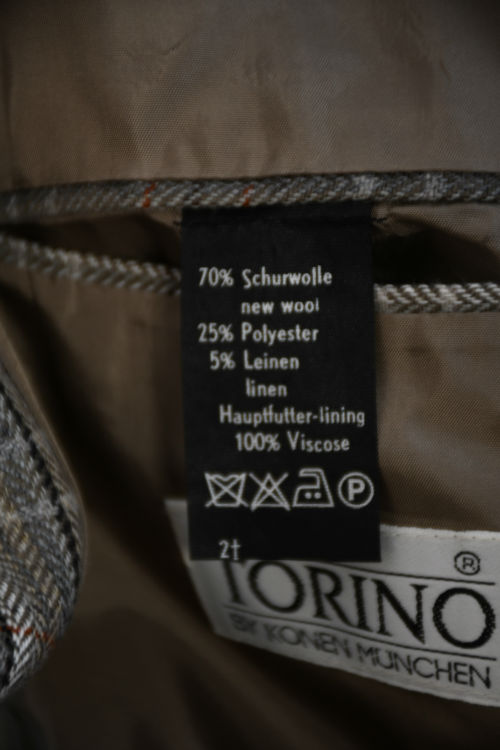 70% Schurwolle
new wool
25% Polyester
5% Leinen
linen
Hauptfutter-lining
100% Viscose
P
2†
®
TORINO
BY KONEN MÜNCHEN